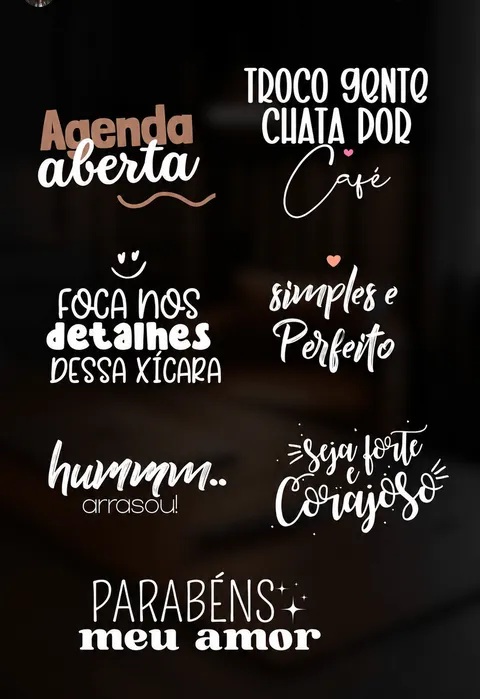 Agenda
aberta
TROCO gente
CHATA POR
Café
FOCA NOS
detalhes
DESSA XÍCARA
simples e
Perfeito
hummm..
arrasou!
Seja forte
e
Corajoso
PARABÉNS
meu amor